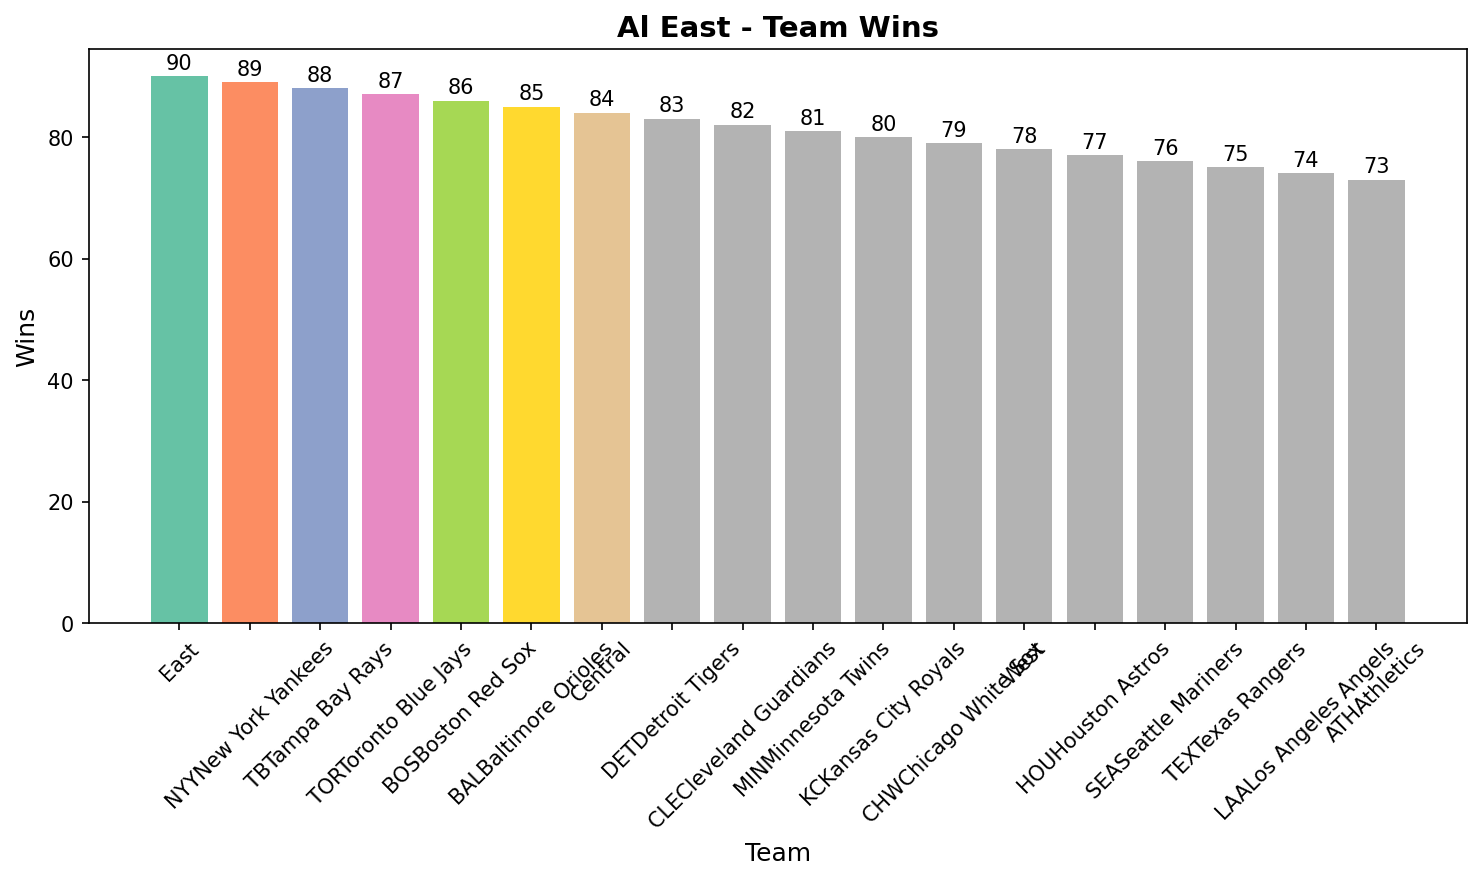 Al East - Team Wins
90
89
88
87
86
85
84
83
82
81
80
79
78
77
76
75
74
73
Wins
80
60
40
20
0
East
NYYNew York Yankees
TBTampa Bay Rays
TORToronto Blue Jays
BOSBoston Red Sox
BALBaltimore Orioles
Central
DETDetroit Tigers
CLECleveland Guardians
MINMinnesota Twins
KCKansas City Royals
CHWChicago White Sox
West
HOUHouston Astros
SEASeattle Mariners
TEXTexas Rangers
LAALos Angeles Angels
ATHAthletics
Team